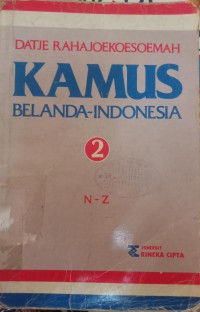 DATJE RAHAJOEKOESOEMAH
KAMUS
BELANDA-INDONESIA
2
N - Z
PENERBIT
RINEKA CIPTA